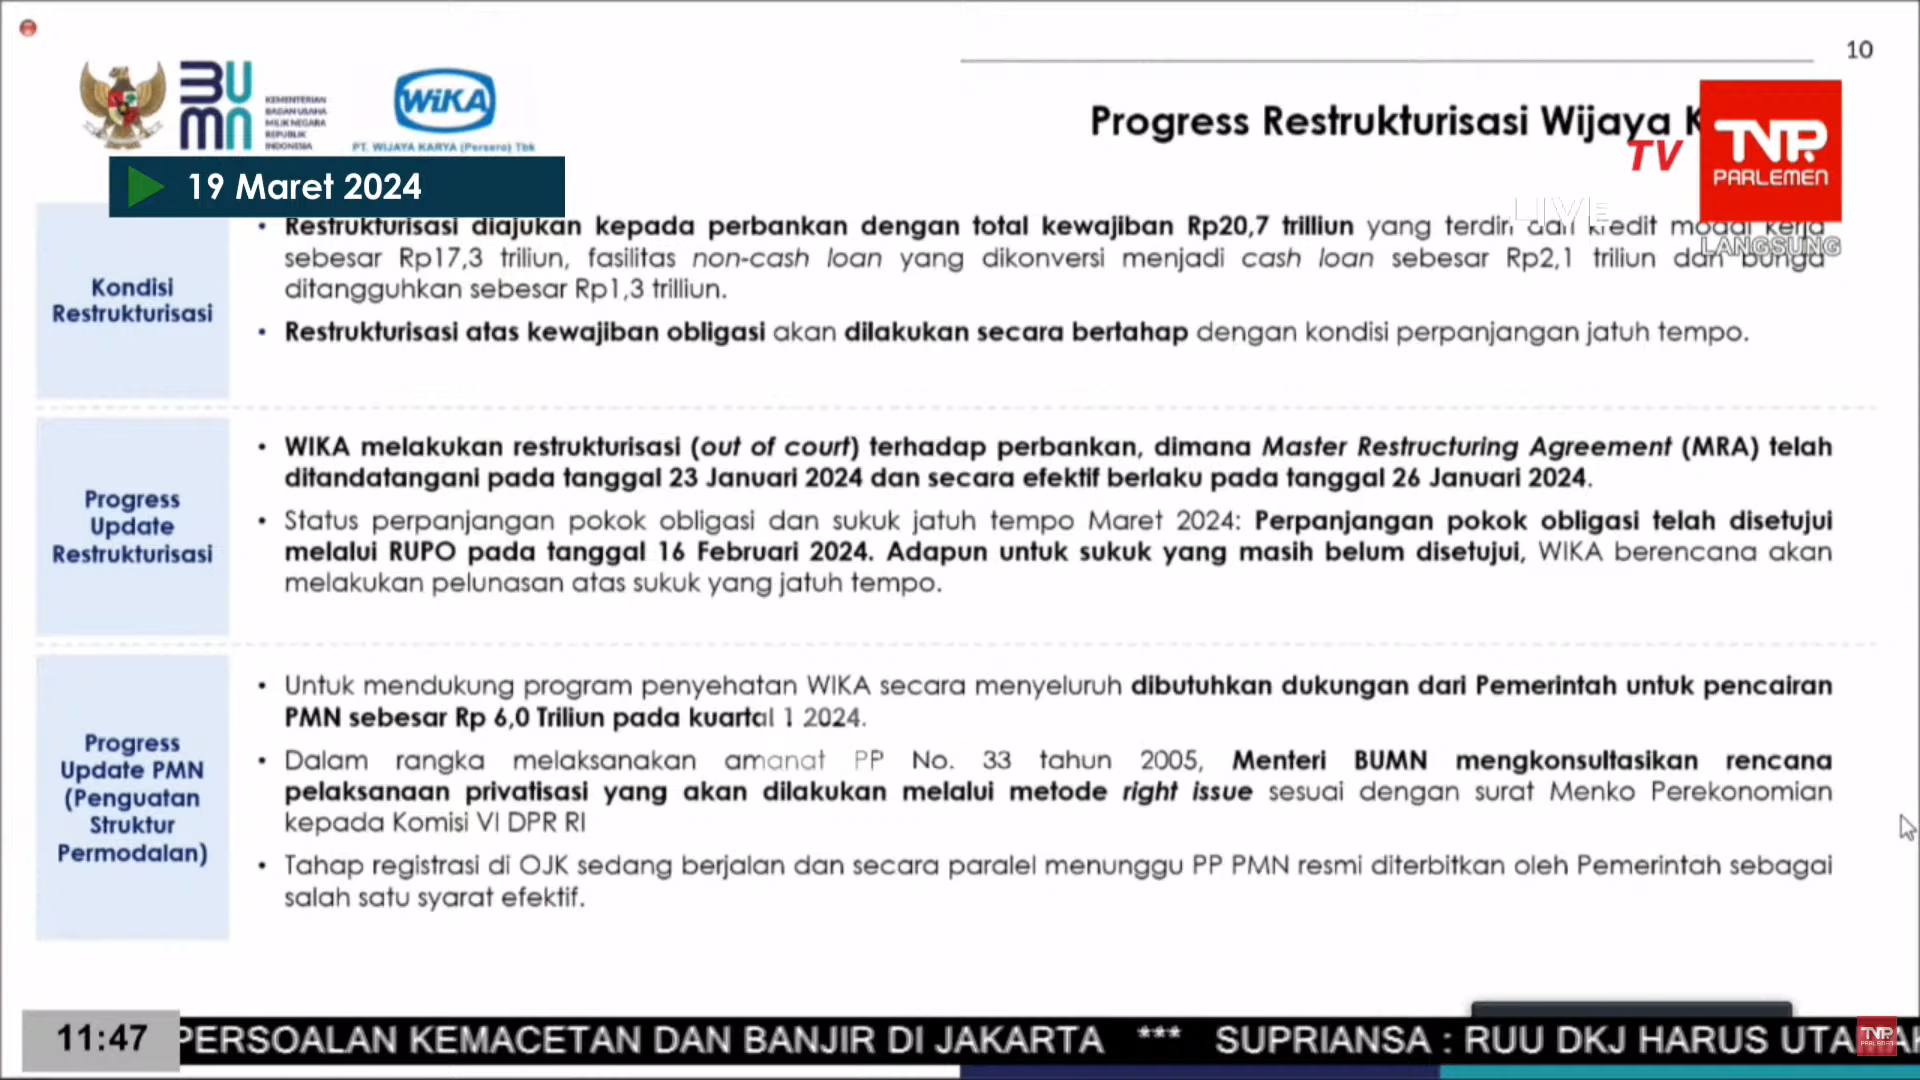 10
BUMN
KEMENTERIAN
BADAN USAHA
MILIK NEGARA
REPUBLIK
INDONESIA
WiKA
PT. WIJAYA KARYA (Persero) Tbk
Progress Restrukturisasi Wijaya K
TV
TVR
PARLEMEN
LIVE
LANGSUNG
19 Maret 2024
Kondisi
Restrukturisasi
• Restrukturisasi diajukan kepada perbankan dengan total kewajiban Rp20,7 trilliun yang terdiri dari kredit modal kerja
sebesar Rp17,3 triliun, fasilitas non-cash loan yang dikonversi menjadi cash loan sebesar Rp2,1 triliun dan bunga
ditangguhkan sebesar Rp1,3 trilliun.
• Restrukturisasi atas kewajiban obligasi akan dilakukan secara bertahap dengan kondisi perpanjangan jatuh tempo.
Progress
Update
Restrukturisasi
• WIKA melakukan restrukturisasi (out of court) terhadap perbankan, dimana Master Restructuring Agreement (MRA) telah
ditandatangani pada tanggal 23 Januari 2024 dan secara efektif berlaku pada tanggal 26 Januari 2024.
• Status perpanjangan pokok obligasi dan sukuk jatuh tempo Maret 2024: Perpanjangan pokok obligasi telah disetujui
melalui RUPO pada tanggal 16 Februari 2024. Adapun untuk sukuk yang masih belum disetujui, WIKA berencana akan
melakukan pelunasan atas sukuk yang jatuh tempo.
Progress
Update PMN
(Penguatan
Struktur
Permodalan)
• Untuk mendukung program penyehatan WIKA secara menyeluruh dibutuhkan dukungan dari Pemerintah untuk pencairan
PMN sebesar Rp 6,0 Triliun pada kuartal 1 2024.
• Dalam rangka melaksanakan amanat PP No. 33 tahun 2005, Menteri BUMN mengkonsultasikan rencana
pelaksanaan privatisasi yang akan dilakukan melalui metode right issue sesuai dengan surat Menko Perekonomian
kepada Komisi VI DPR RI
• Tahap registrasi di OJK sedang berjalan dan secara paralel menunggu PP PMN resmi diterbitkan oleh Pemerintah sebagai
salah satu syarat efektif.
11:47
PERSOALAN KEMACETAN DAN BANJIR DI JAKARTA *** SUPRIANSA : RUU DKJ HARUS
TVR
PARLEMEN